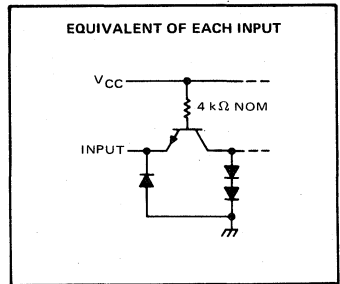 EQUIVALENT OF EACH INPUT
VCC
4 kΩ NOM
INPUT